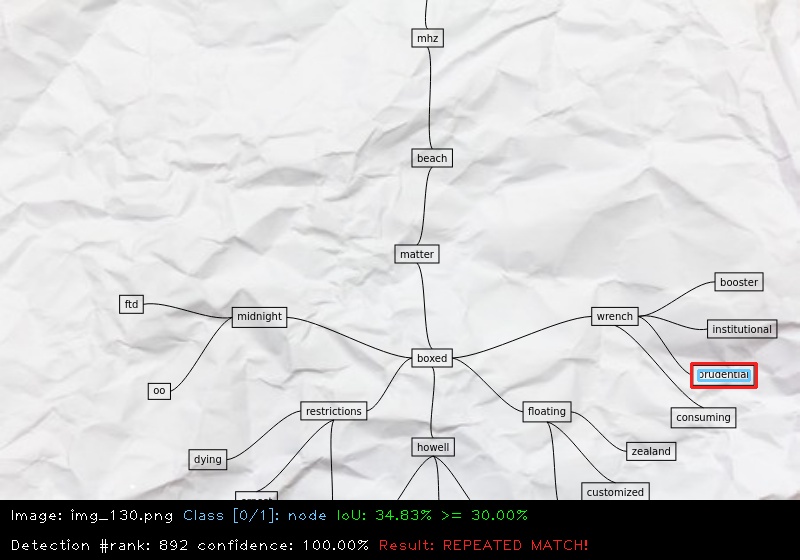 mhz
beach
matter
booster
ftd
midnight
wrench
institutional
boxed
prudential
oo
restrictions
floating
consuming
howell
zealand
dying
customized
Image: img_130.png Class [0/1]: node IoU: 34.83% >= 30.00%
Detection #rank: 892 confidence: 100.00% Result: REPEATED MATCH!